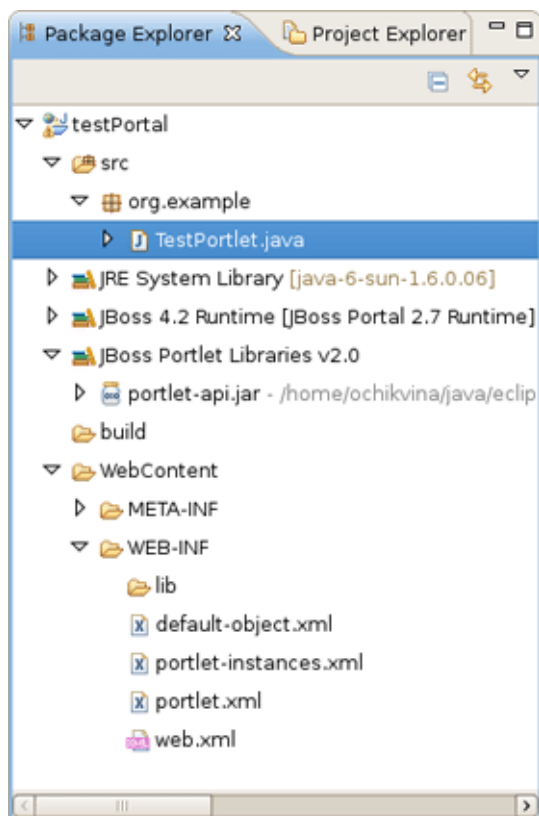 Package Explorer Project Explorer
testPortal
src
org.example
TestPortlet.java
JRE System Library [java-6-sun-1.6.0.06]
JBoss 4.2 Runtime [JBoss Portal 2.7 Runtime]
JBoss Portlet Libraries v2.0
portlet-api.jar - /home/ochikvina/java/eclip
build
WebContent
META-INF
WEB-INF
lib
default-object.xml
portlet-instances.xml
portlet.xml
web.xml